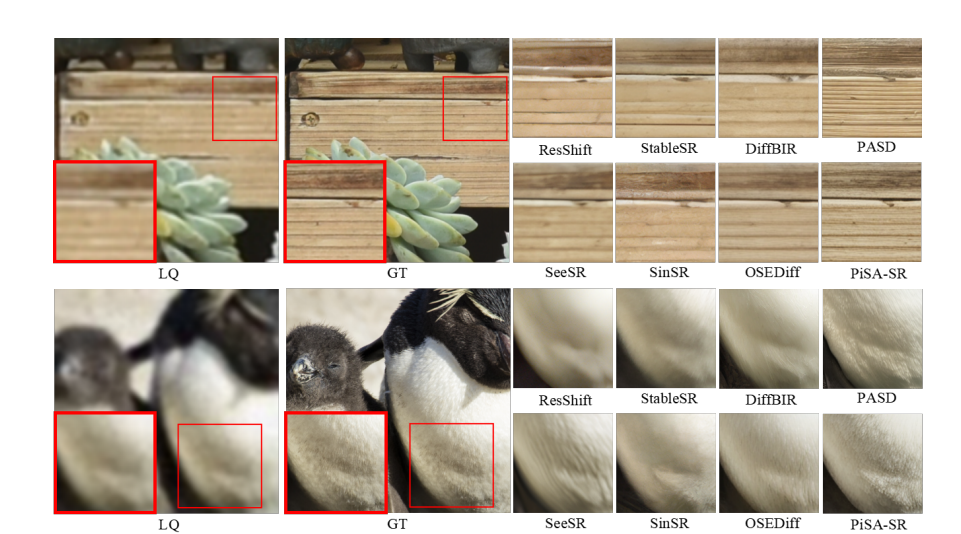 ResShift StableSR DiffBIR PASD
LQ GT SeeSR SinSR OSEDiff PiSA-SR
ResShift StableSR DiffBIR PASD
LQ GT SeeSR SinSR OSEDiff PiSA-SR